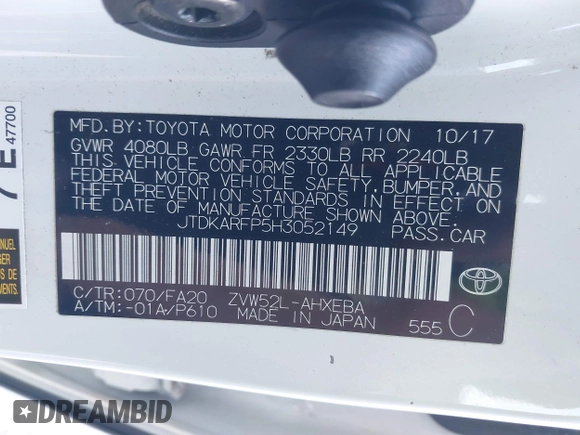 MFD. BY: TOYOTA MOTOR CORPORATION 10/17
GVWR 4080LB GAWR FR 2330LB RR 2240LB
THIS VEHICLE CONFORMS TO ALL APPLICABLE
FEDERAL MOTOR VEHICLE SAFETY, BUMPER, AND
THEFT PREVENTION STANDARDS IN EFFECT ON
THE DATE OF MANUFACTURE SHOWN ABOVE.
JTDKARFP5H3052149 PASS. CAR
C/TR: 070/FA20 ZVW52L-AHXEBA
A/TM: -01A/P610 MADE IN JAPAN 555 C
7 E 47700
MANUEL
DREAMBID